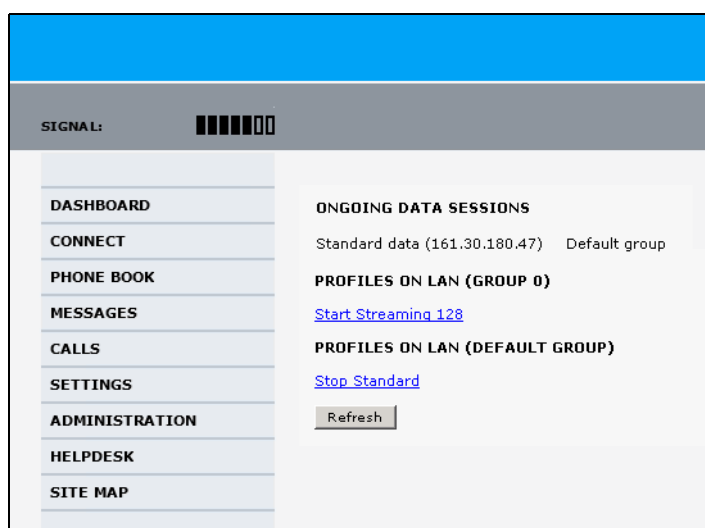 SIGNAL:
DASHBOARD
CONNECT
PHONE BOOK
MESSAGES
CALLS
SETTINGS
ADMINISTRATION
HELPDESK
SITE MAP
ONGOING DATA SESSIONS
Standard data (161.30.180.47) Default group
PROFILES ON LAN (GROUP 0)
Start Streaming 128
PROFILES ON LAN (DEFAULT GROUP)
Stop Standard
Refresh